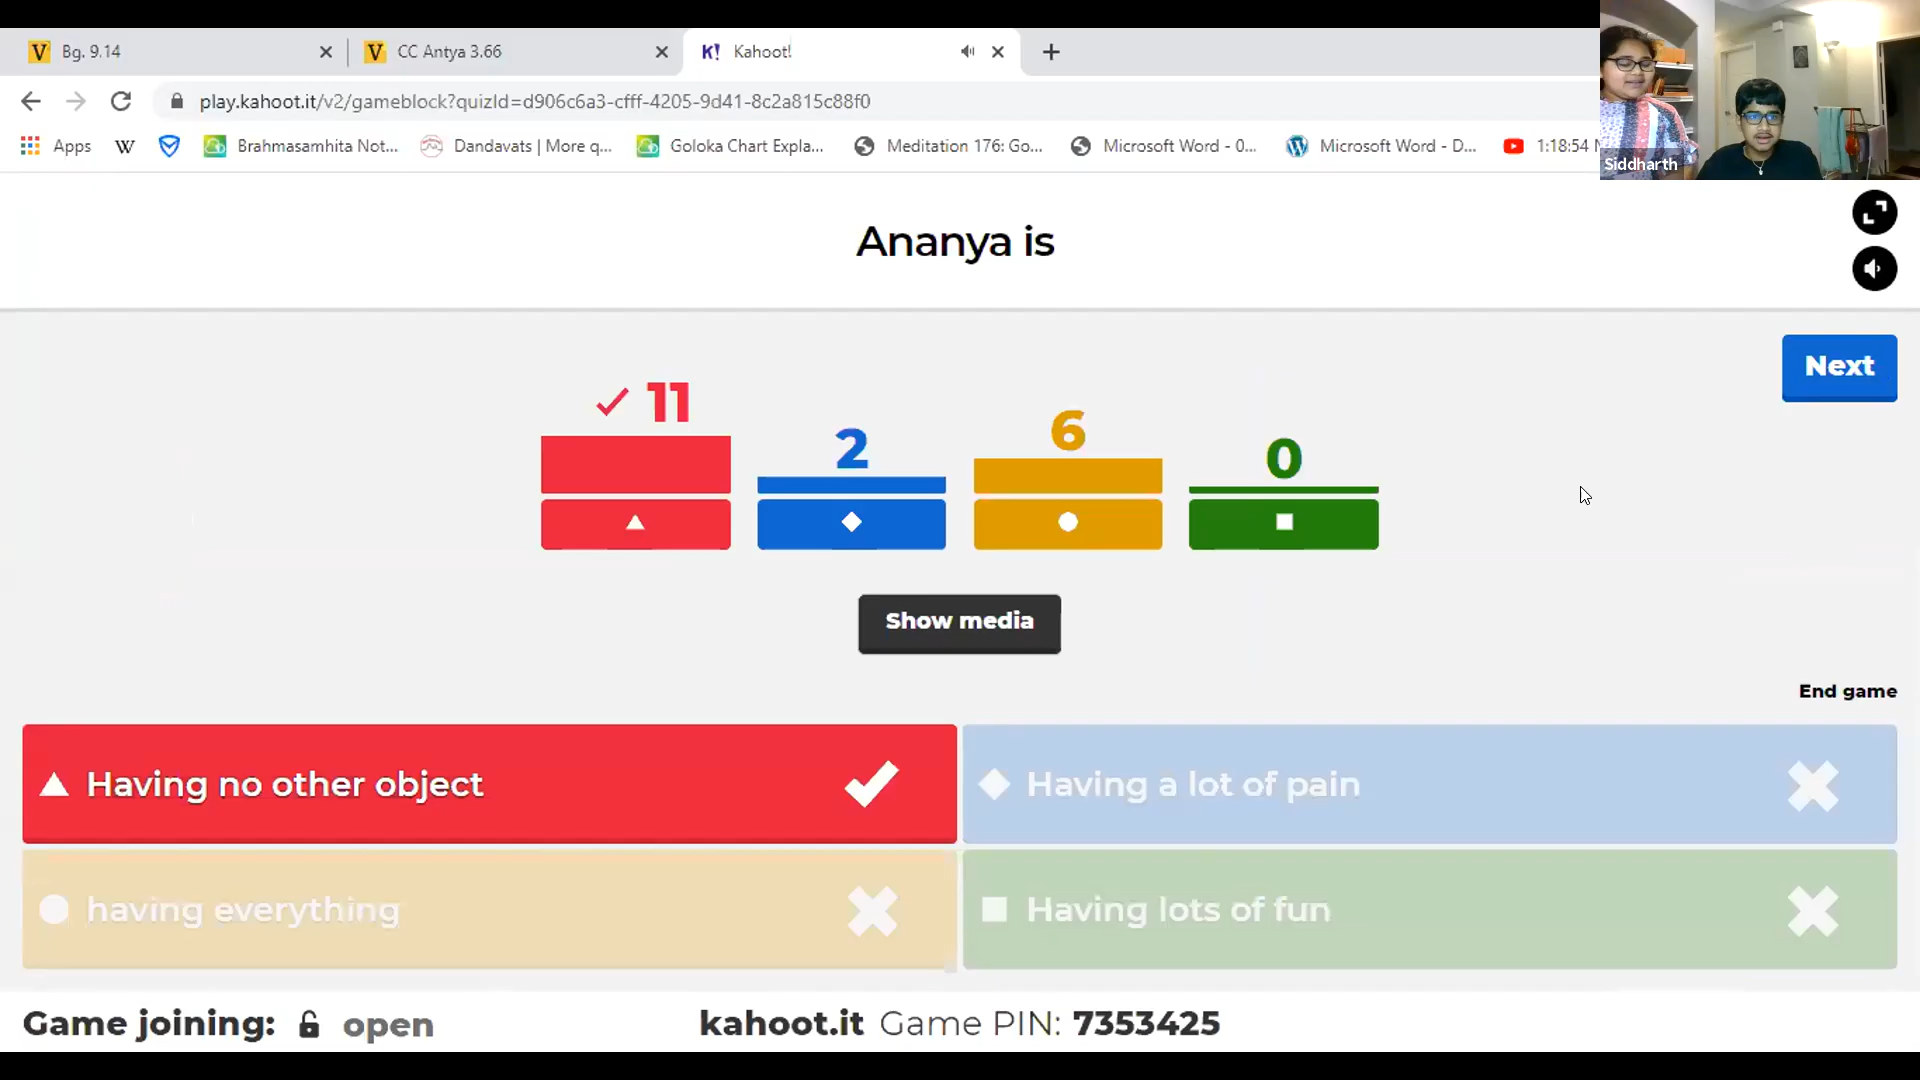 Bg. 9.14
CC Antya 3.66
K! Kahoot!
play.kahoot.it/v2/gameblock?quizId=d906c6a3-cfff-4205-9d41-8c2a815c88f0
Apps
W
Brahmasamhita Not...
Dandavats | More q...
Goloka Chart Expla...
Meditation 176: Go...
Microsoft Word - 0...
Microsoft Word - D...
1:18:54
Siddharth
Ananya is
Next
11
2
6
0
Show media
End game
Having no other object
Having a lot of pain
having everything
Having lots of fun
Game joining: open
kahoot.it Game PIN: 7353425